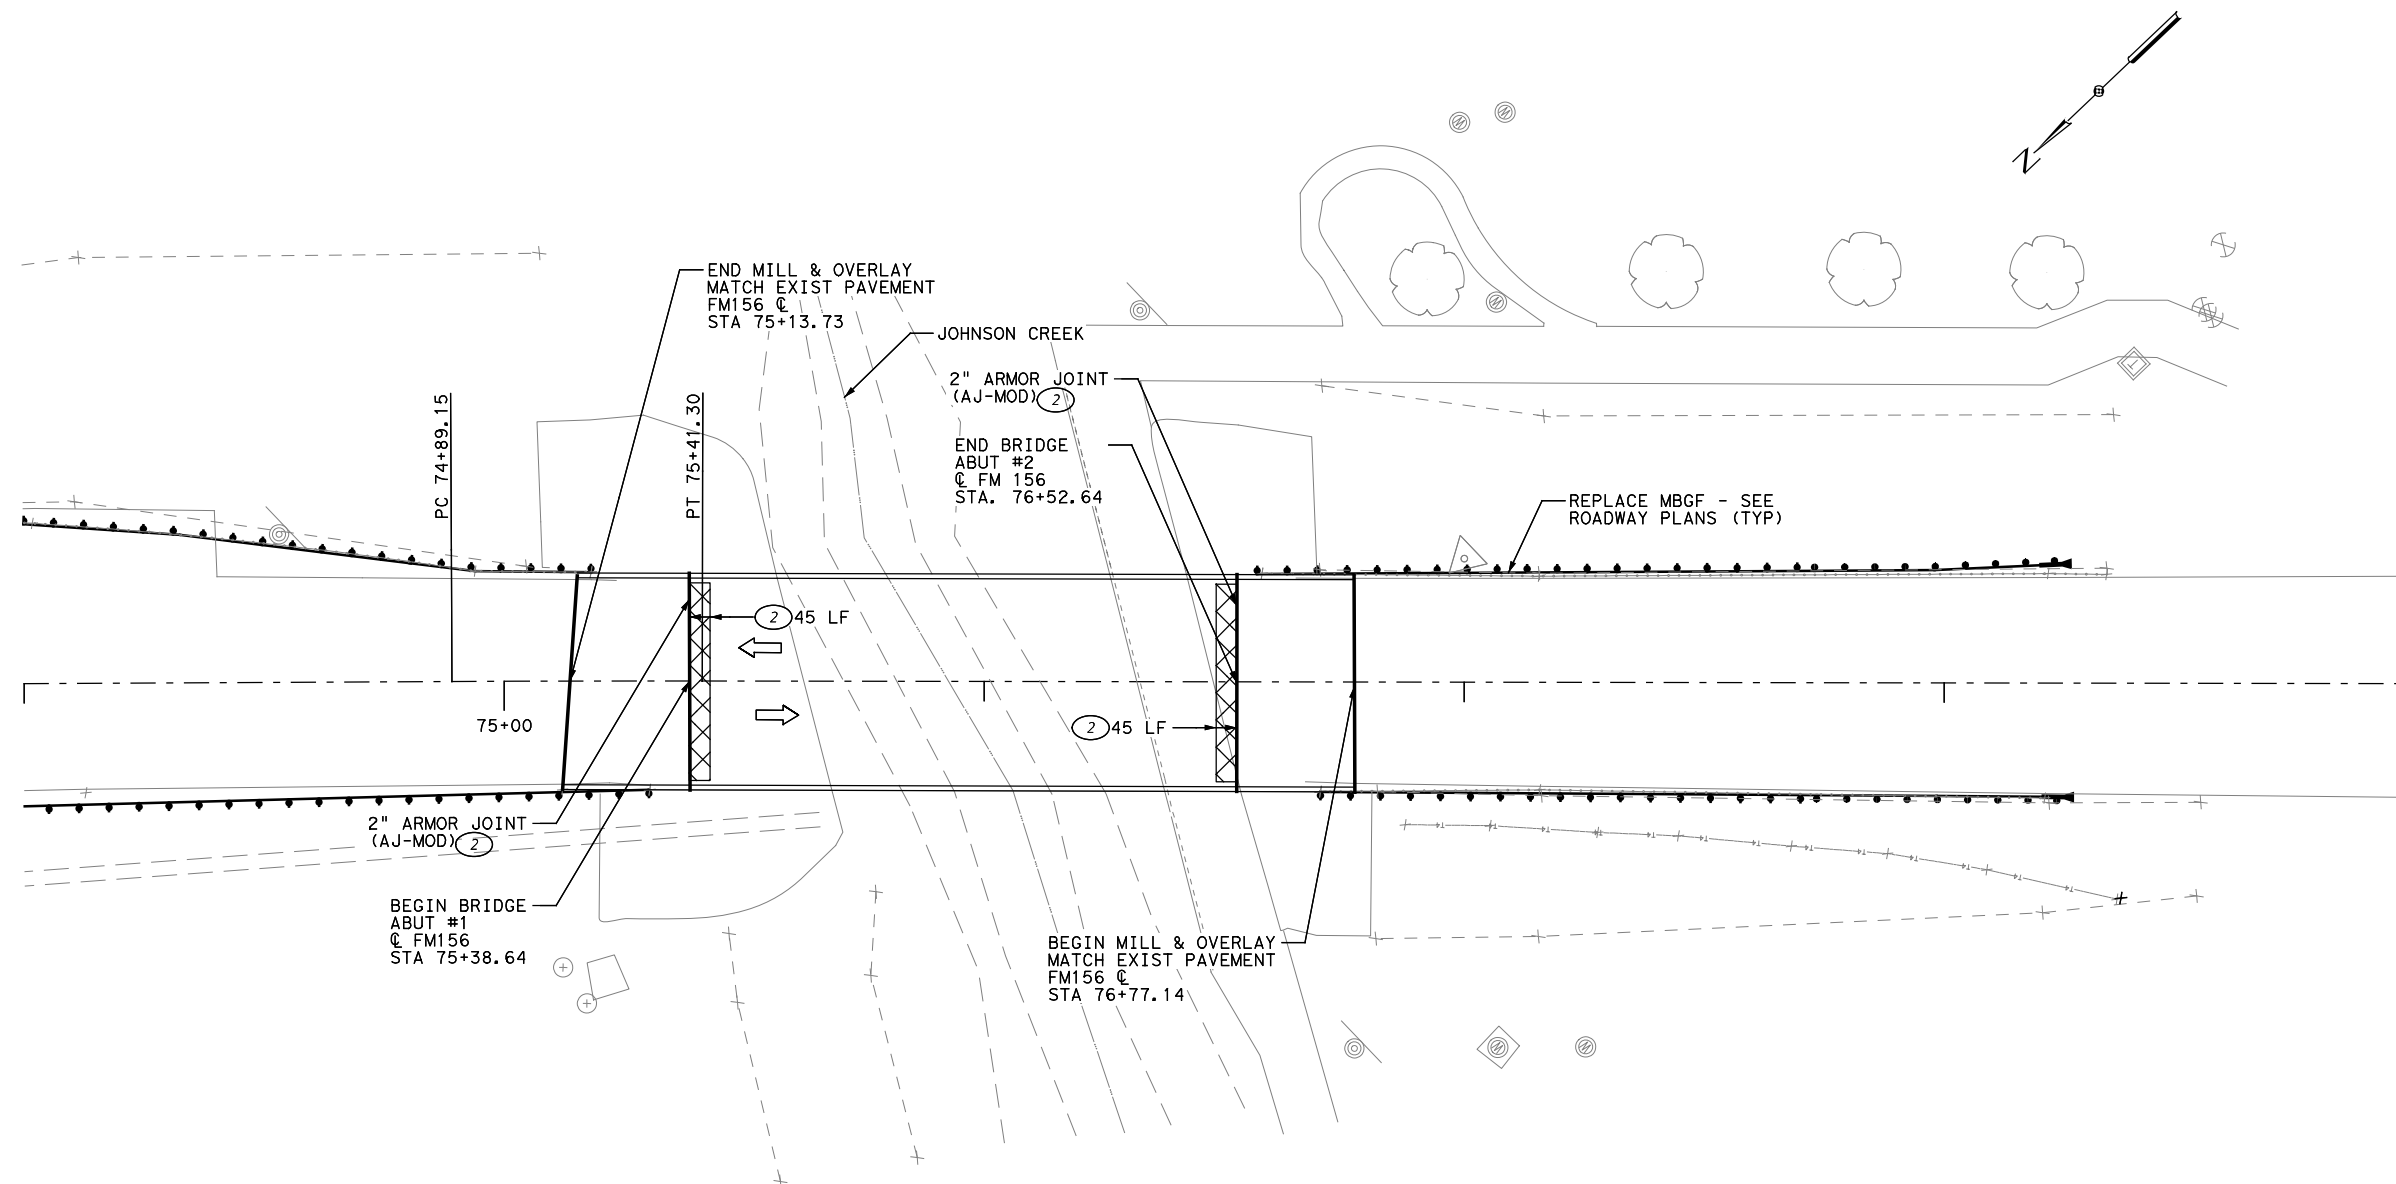 N
END MILL & OVERLAY
MATCH EXIST PAVEMENT
FM156 ℄
STA 75+13.73
JOHNSON CREEK
2" ARMOR JOINT
(AJ-MOD) 2
PC 74+89.15
PT 75+41.30
END BRIDGE
ABUT #2
℄ FM 156
STA. 76+52.64
REPLACE MBGF - SEE
ROADWAY PLANS (TYP)
2 45 LF
75+00
2 45 LF
2" ARMOR JOINT
(AJ-MOD) 2
BEGIN BRIDGE
ABUT #1
℄ FM156
STA 75+38.64
BEGIN MILL & OVERLAY
MATCH EXIST PAVEMENT
FM156 ℄
STA 76+77.14